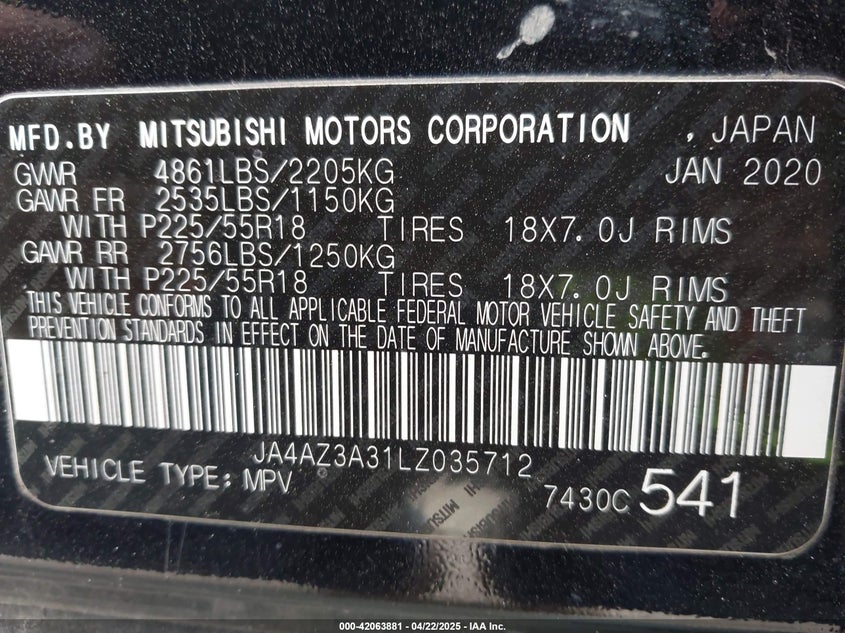 MFD.BY MITSUBISHI MOTORS CORPORATION , JAPAN
GVWR 4861LBS/2205KG JAN 2020
GAWR FR 2535LBS/1150KG
WITH P225/55R18 TIRES 18X7.0J RIMS
GAWR RR 2756LBS/1250KG
WITH P225/55R18 TIRES 18X7.0J RIMS
THIS VEHICLE CONFORMS TO ALL APPLICABLE FEDERAL MOTOR VEHICLE SAFETY AND THEFT
PREVENTION STANDARDS IN EFFECT ON THE DATE OF MANUFACTURE SHOWN ABOVE.
JA4AZ3A31LZ035712
VEHICLE TYPE: MPV 7430C 541
000-42063881 - 04/22/2025 - IAA Inc.